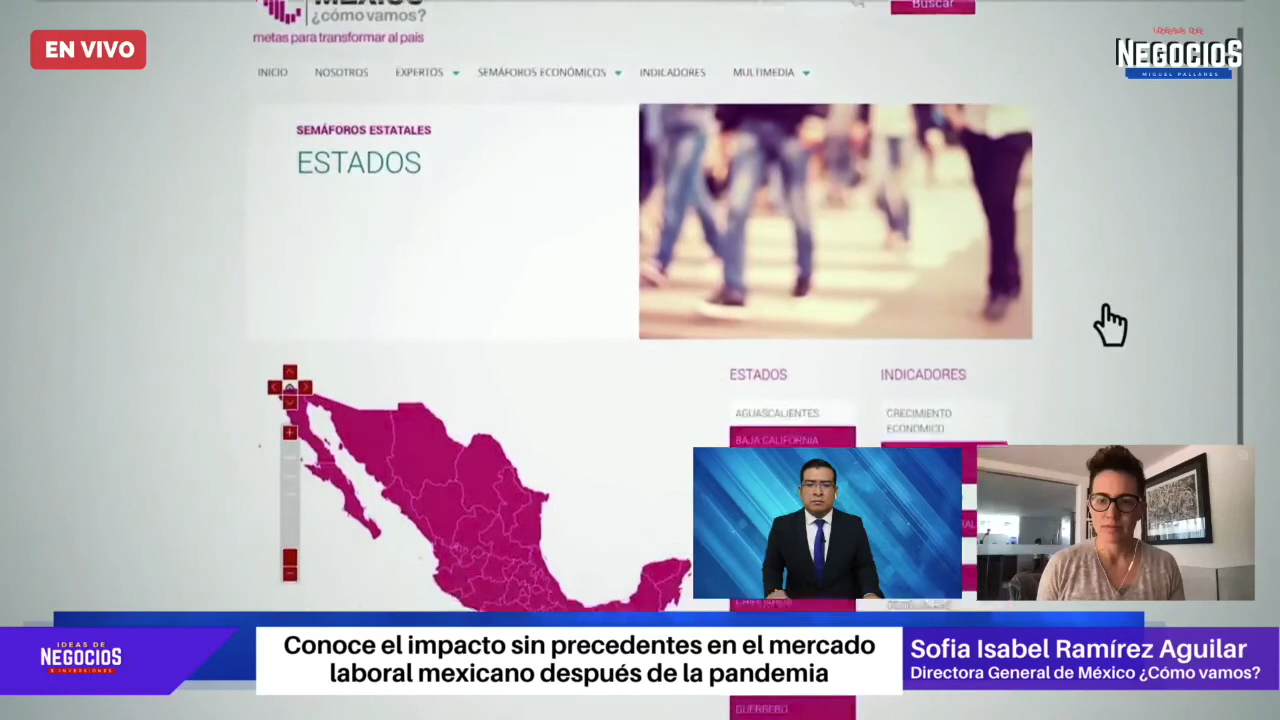 EN VIVO
MÉXICO
¿cómo vamos?
metas para transformar al país
Buscar
NEGOCIOS
MIGUEL PALLARES
INICIO
NOSOTROS
EXPERTOS
SEMÁFOROS ECONÓMICOS
INDICADORES
MULTIMEDIA
SEMÁFOROS ESTATALES
ESTADOS
ESTADOS
AGUASCALIENTES
BAJA CALIFORNIA
INDICADORES
CRECIMIENTO
ECONÓMICO
GUERRERO
IDEAS DE
NEGOCIOS
E INVERSIONES
Conoce el impacto sin precedentes en el mercado
laboral mexicano después de la pandemia
Sofia Isabel Ramírez Aguilar
Directora General de México ¿Cómo vamos?